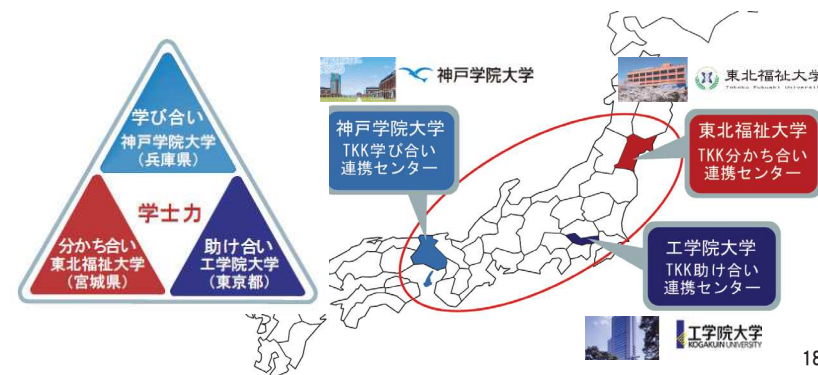 学び合い
神戸学院大学
（兵庫県）
学士力
分かち合い
東北福祉大学
（宮城県）
助け合い
工学院大学
（東京都）
神戸学院大学
東北福祉大学
Tohoku Fukushi University
神戸学院大学
TKK学び合い
連携センター
東北福祉大学
TKK分かち合い
連携センター
工学院大学
TKK助け合い
連携センター
工学院大学
KOGAKUIN UNIVERSITY
18